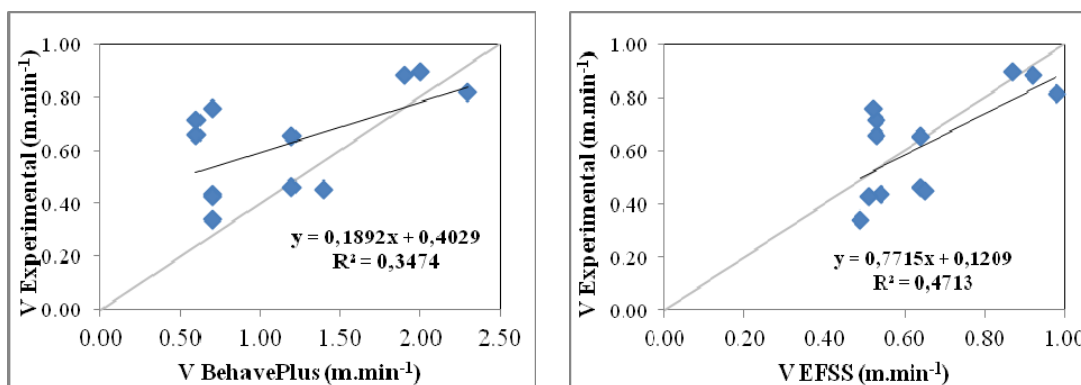 V Experimental (m.min-1)
1.00
0.80
0.60
0.40
0.20
0.00
y = 0,1892x + 0,4029
R² = 0,3474
0.00 0.50 1.00 1.50 2.00 2.50
V BehavePlus (m.min-1)
V Experimental (m.min-1)
1.00
0.80
0.60
0.40
0.20
0.00
y = 0,7715x + 0,1209
R² = 0,4713
0.00 0.20 0.40 0.60 0.80 1.00
V EFSS (m.min-1)